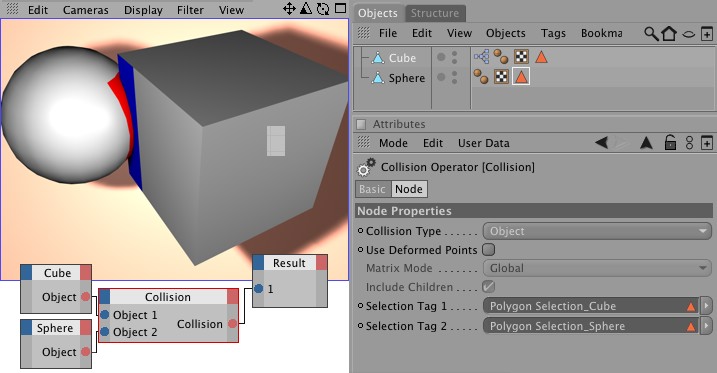 Edit Cameras Display Filter View
Objects Structure
File Edit View Objects Tags Bookma
Cube
Sphere
Attributes
Mode Edit User Data
Collision Operator [Collision]
Basic Node
Node Properties
Collision Type Object
Use Deformed Points
Matrix Mode Global
Include Children
Selection Tag 1 Polygon Selection_Cube
Selection Tag 2 Polygon Selection_Sphere
Cube
Object
Sphere
Object
Collision
Object 1
Object 2
Collision
Result
1